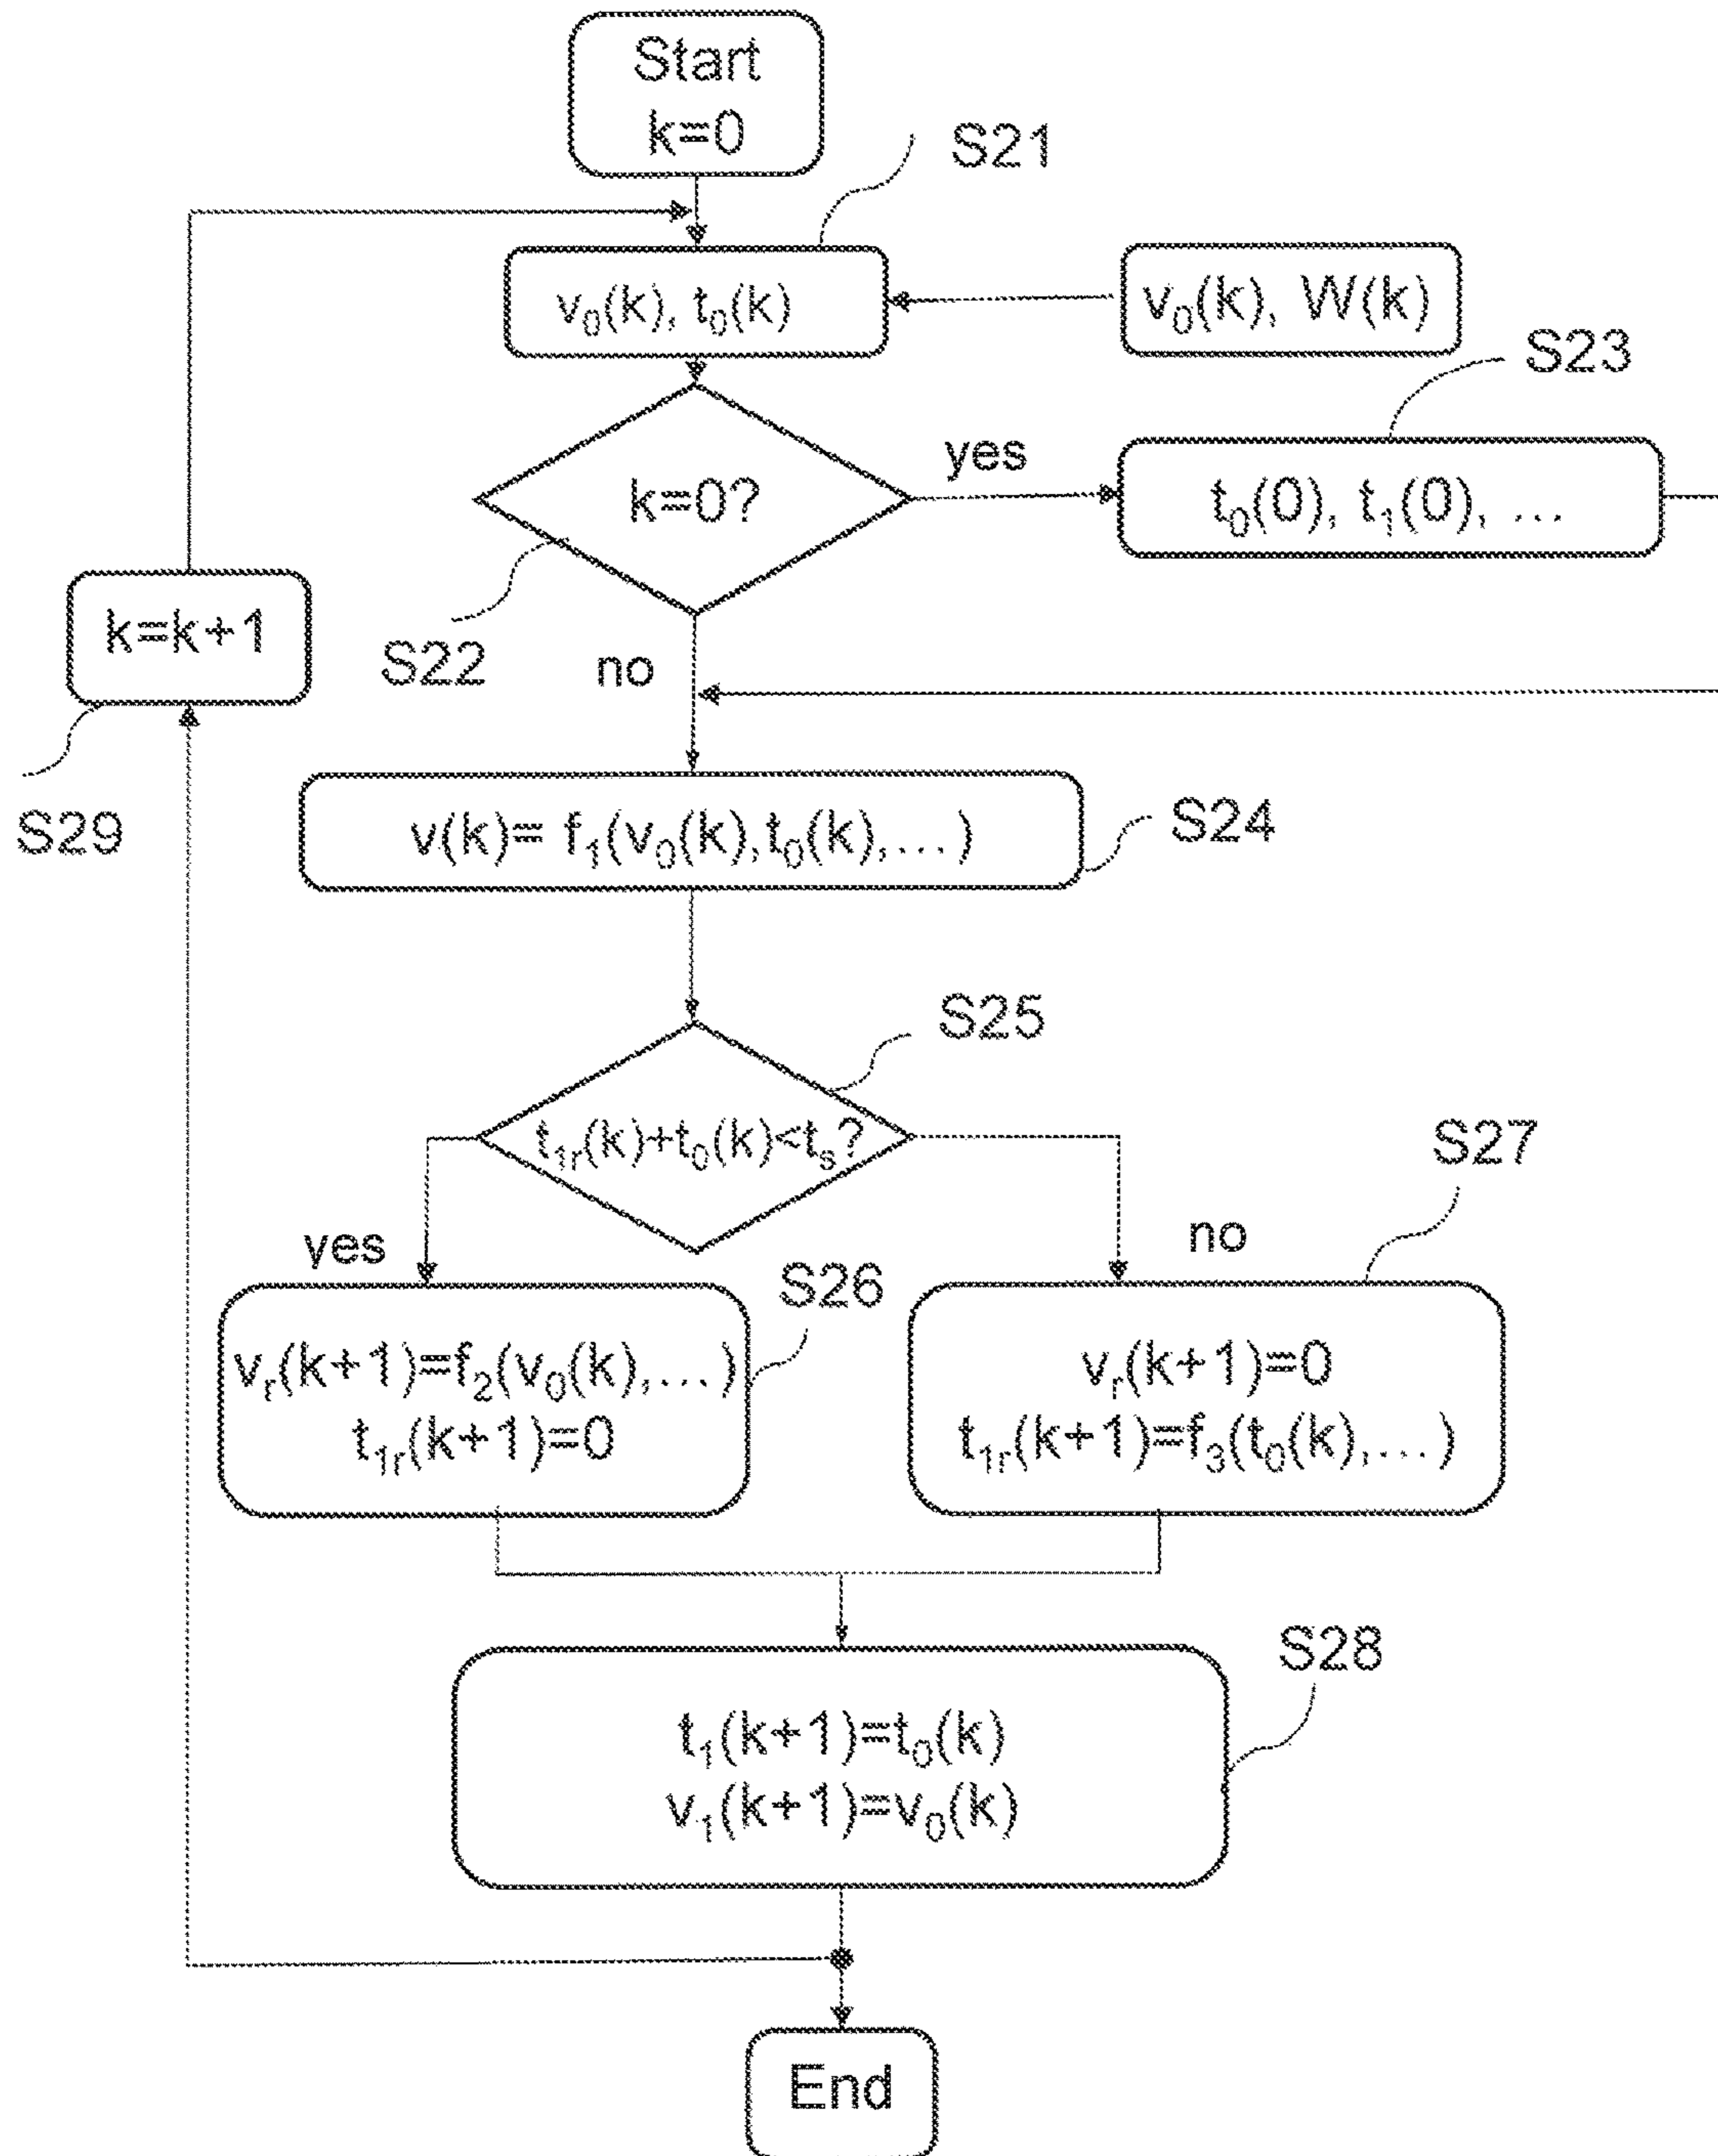 Start
k=0
S21
v₀(k), t₀(k)
v₀(k), W(k)
S23
k=0?
yes
t₀(0), t₁(0), ...
k=k+1
S22
no
S29
v(k)= f₁(v₀(k),t₀(k),...)
S24
S25
t₁ᵣ(k)+t₀(k)<tₛ?
S27
yes
no
S26
vᵣ(k+1)=f₂(v₀(k),...)
t₁ᵣ(k+1)=0
vᵣ(k+1)=0
t₁ᵣ(k+1)=f₃(t₀(k),...)
S28
t₁(k+1)=t₀(k)
v₁(k+1)=v₀(k)
End